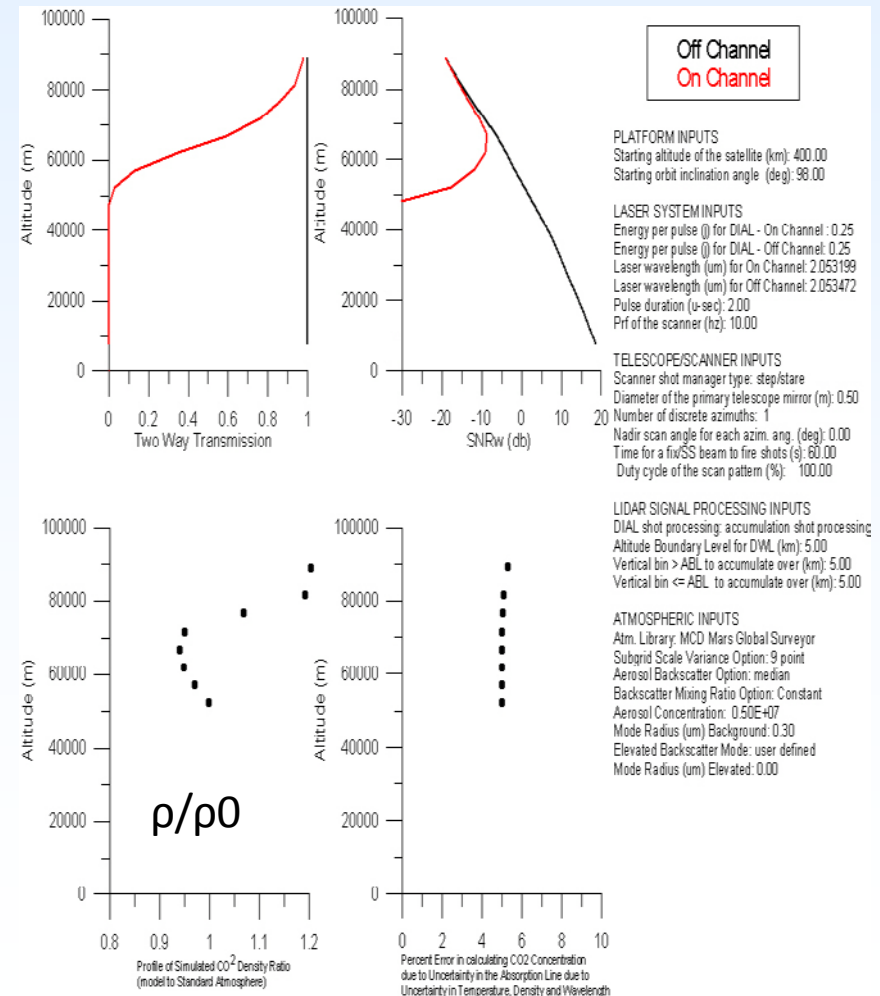 100000
80000
60000
40000
20000
0
Altitude (m)
0 0.2 0.4 0.6 0.8 1
Two Way Transmission
100000
80000
60000
40000
20000
0
Altitude (m)
-30 -20 -10 0 10 20
SNRw (db)
Off Channel
On Channel
PLATFORM INPUTS
Starting altitude of the satellite (km): 400.00
Starting orbit inclination angle (deg): 98.00
LASER SYSTEM INPUTS
Energy per pulse (j) for DIAL - On Channel : 0.25
Energy per pulse (j) for DIAL - Off Channel: 0.25
Laser wavelength (um) for On Channel: 2.053199
Laser wavelength (um) for Off Channel: 2.053472
Pulse duration (u-sec): 2.00
Prf of the scanner (hz): 10.00
TELESCOPE/SCANNER INPUTS
Scanner shot manager type: step/stare
Diameter of the primary telescope mirror (m): 0.50
Number of discrete azimuths: 1
Nadir scan angle for each azim. ang. (deg): 0.00
Time for a fix/SS beam to fire shots (s): 60.00
Duty cycle of the scan pattern (%): 100.00
LIDAR SIGNAL PROCESSING INPUTS
DIAL shot processing: accumulation shot processing
Altitude Boundary Level for DWL (km): 5.00
Vertical bin > ABL to accumulate over (km): 5.00
Vertical bin <= ABL to accumulate over (km): 5.00
ATMOSPHERIC INPUTS
Atm. Library: MCD Mars Global Surveyor
Subgrid Scale Variance Option: 9 point
Aerosol Backscatter Option: median
Backscatter Mixing Ratio Option: Constant
Aerosol Concentration: 0.50E+07
Mode Radius (um) Background: 0.30
Elevated Backscatter Mode: user defined
Mode Radius (um) Elevated: 0.00
100000
80000
60000
40000
20000
0
Altitude (m)
ρ/ρ0
0.8 0.9 1 1.1 1.2
Profile of Simulated CO2 Density Ratio
(model to Standard Atmosphere)
100000
80000
60000
40000
20000
0
Altitude (m)
0 2 4 6 8 10
Percent Error in calculating CO2 Concentration
due to Uncertainty in the Absorption Line due to
Uncertainty in Temperature, Density and Wavelength